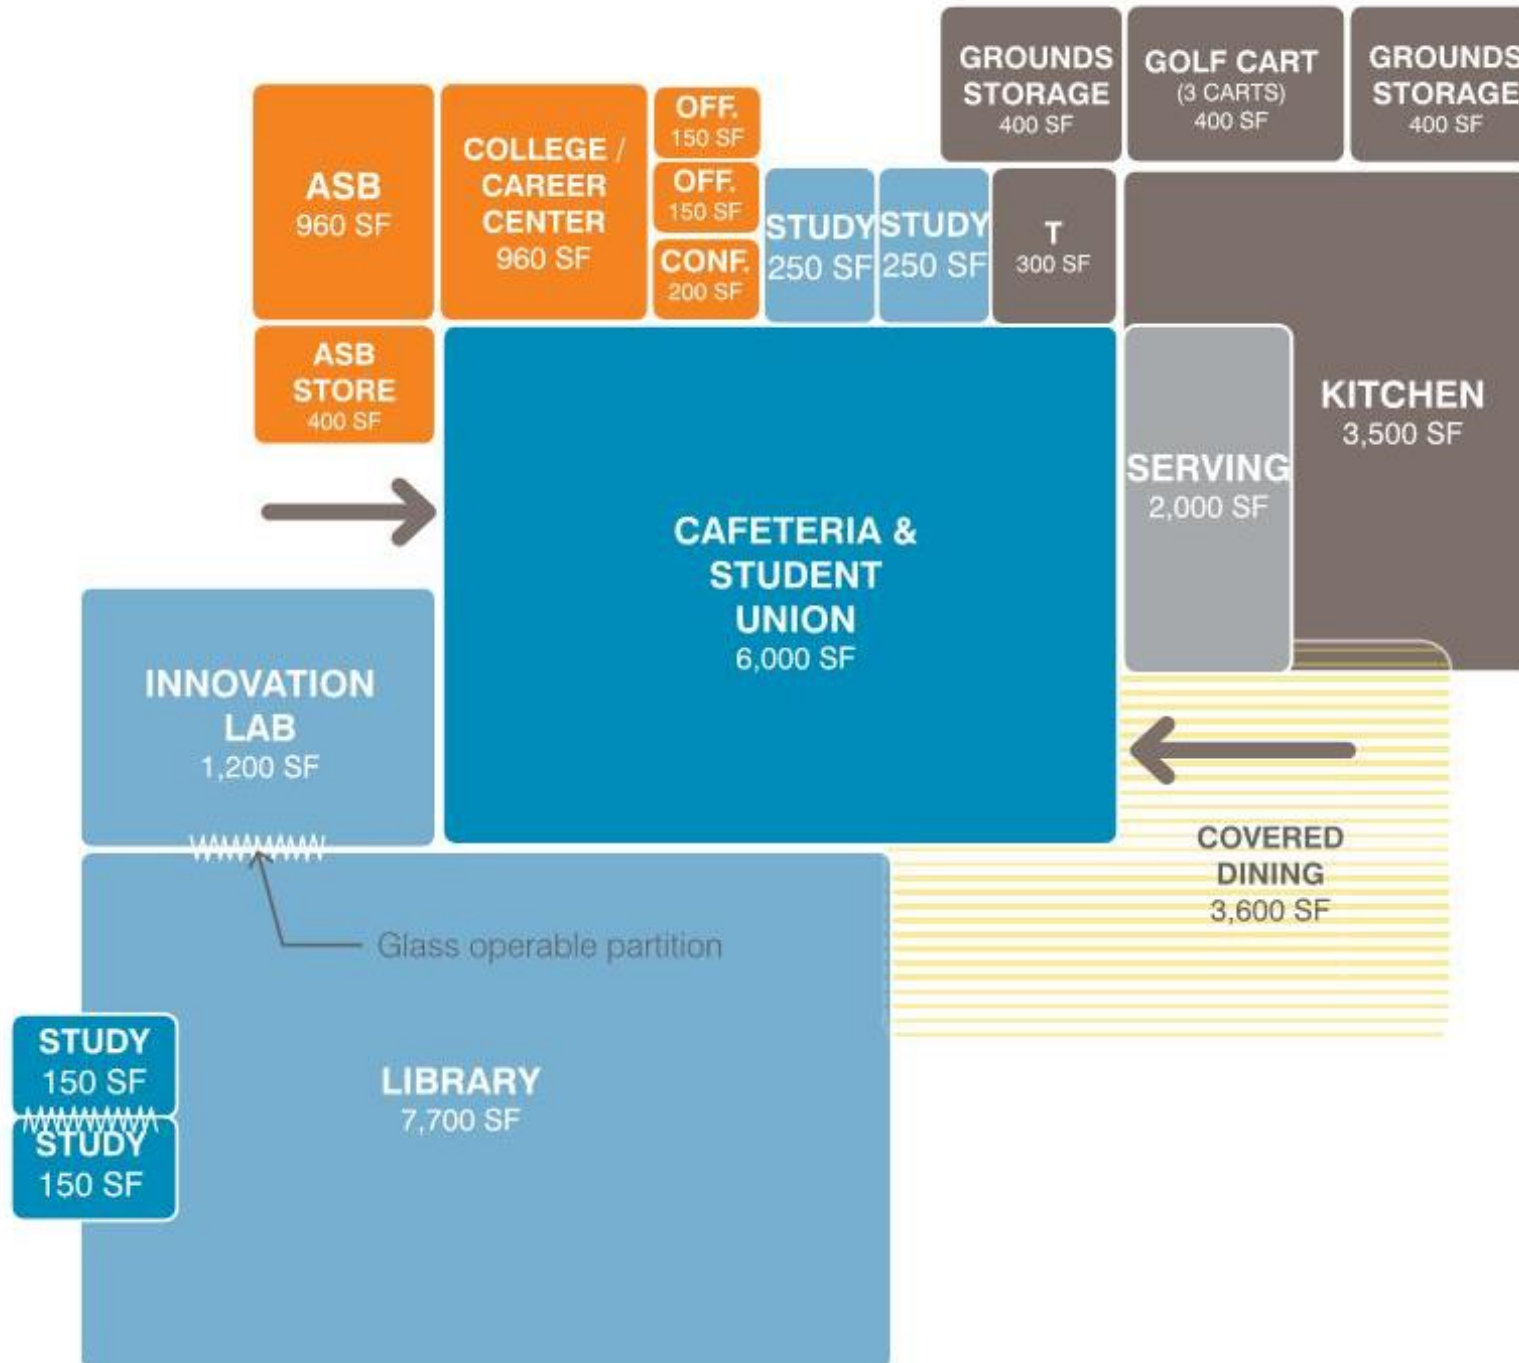 GROUNDS
STORAGE
400 SF
GOLF CART
(3 CARTS)
400 SF
GROUNDS
STORAGE
400 SF
ASB
960 SF
COLLEGE /
CAREER
CENTER
960 SF
OFF.
150 SF
OFF.
150 SF
CONF.
200 SF
STUDY
250 SF
STUDY
250 SF
T
300 SF
ASB
STORE
400 SF
KITCHEN
3,500 SF
SERVING
2,000 SF
CAFETERIA &
STUDENT
UNION
6,000 SF
INNOVATION
LAB
1,200 SF
COVERED
DINING
3,600 SF
Glass operable partition
STUDY
150 SF
STUDY
150 SF
LIBRARY
7,700 SF